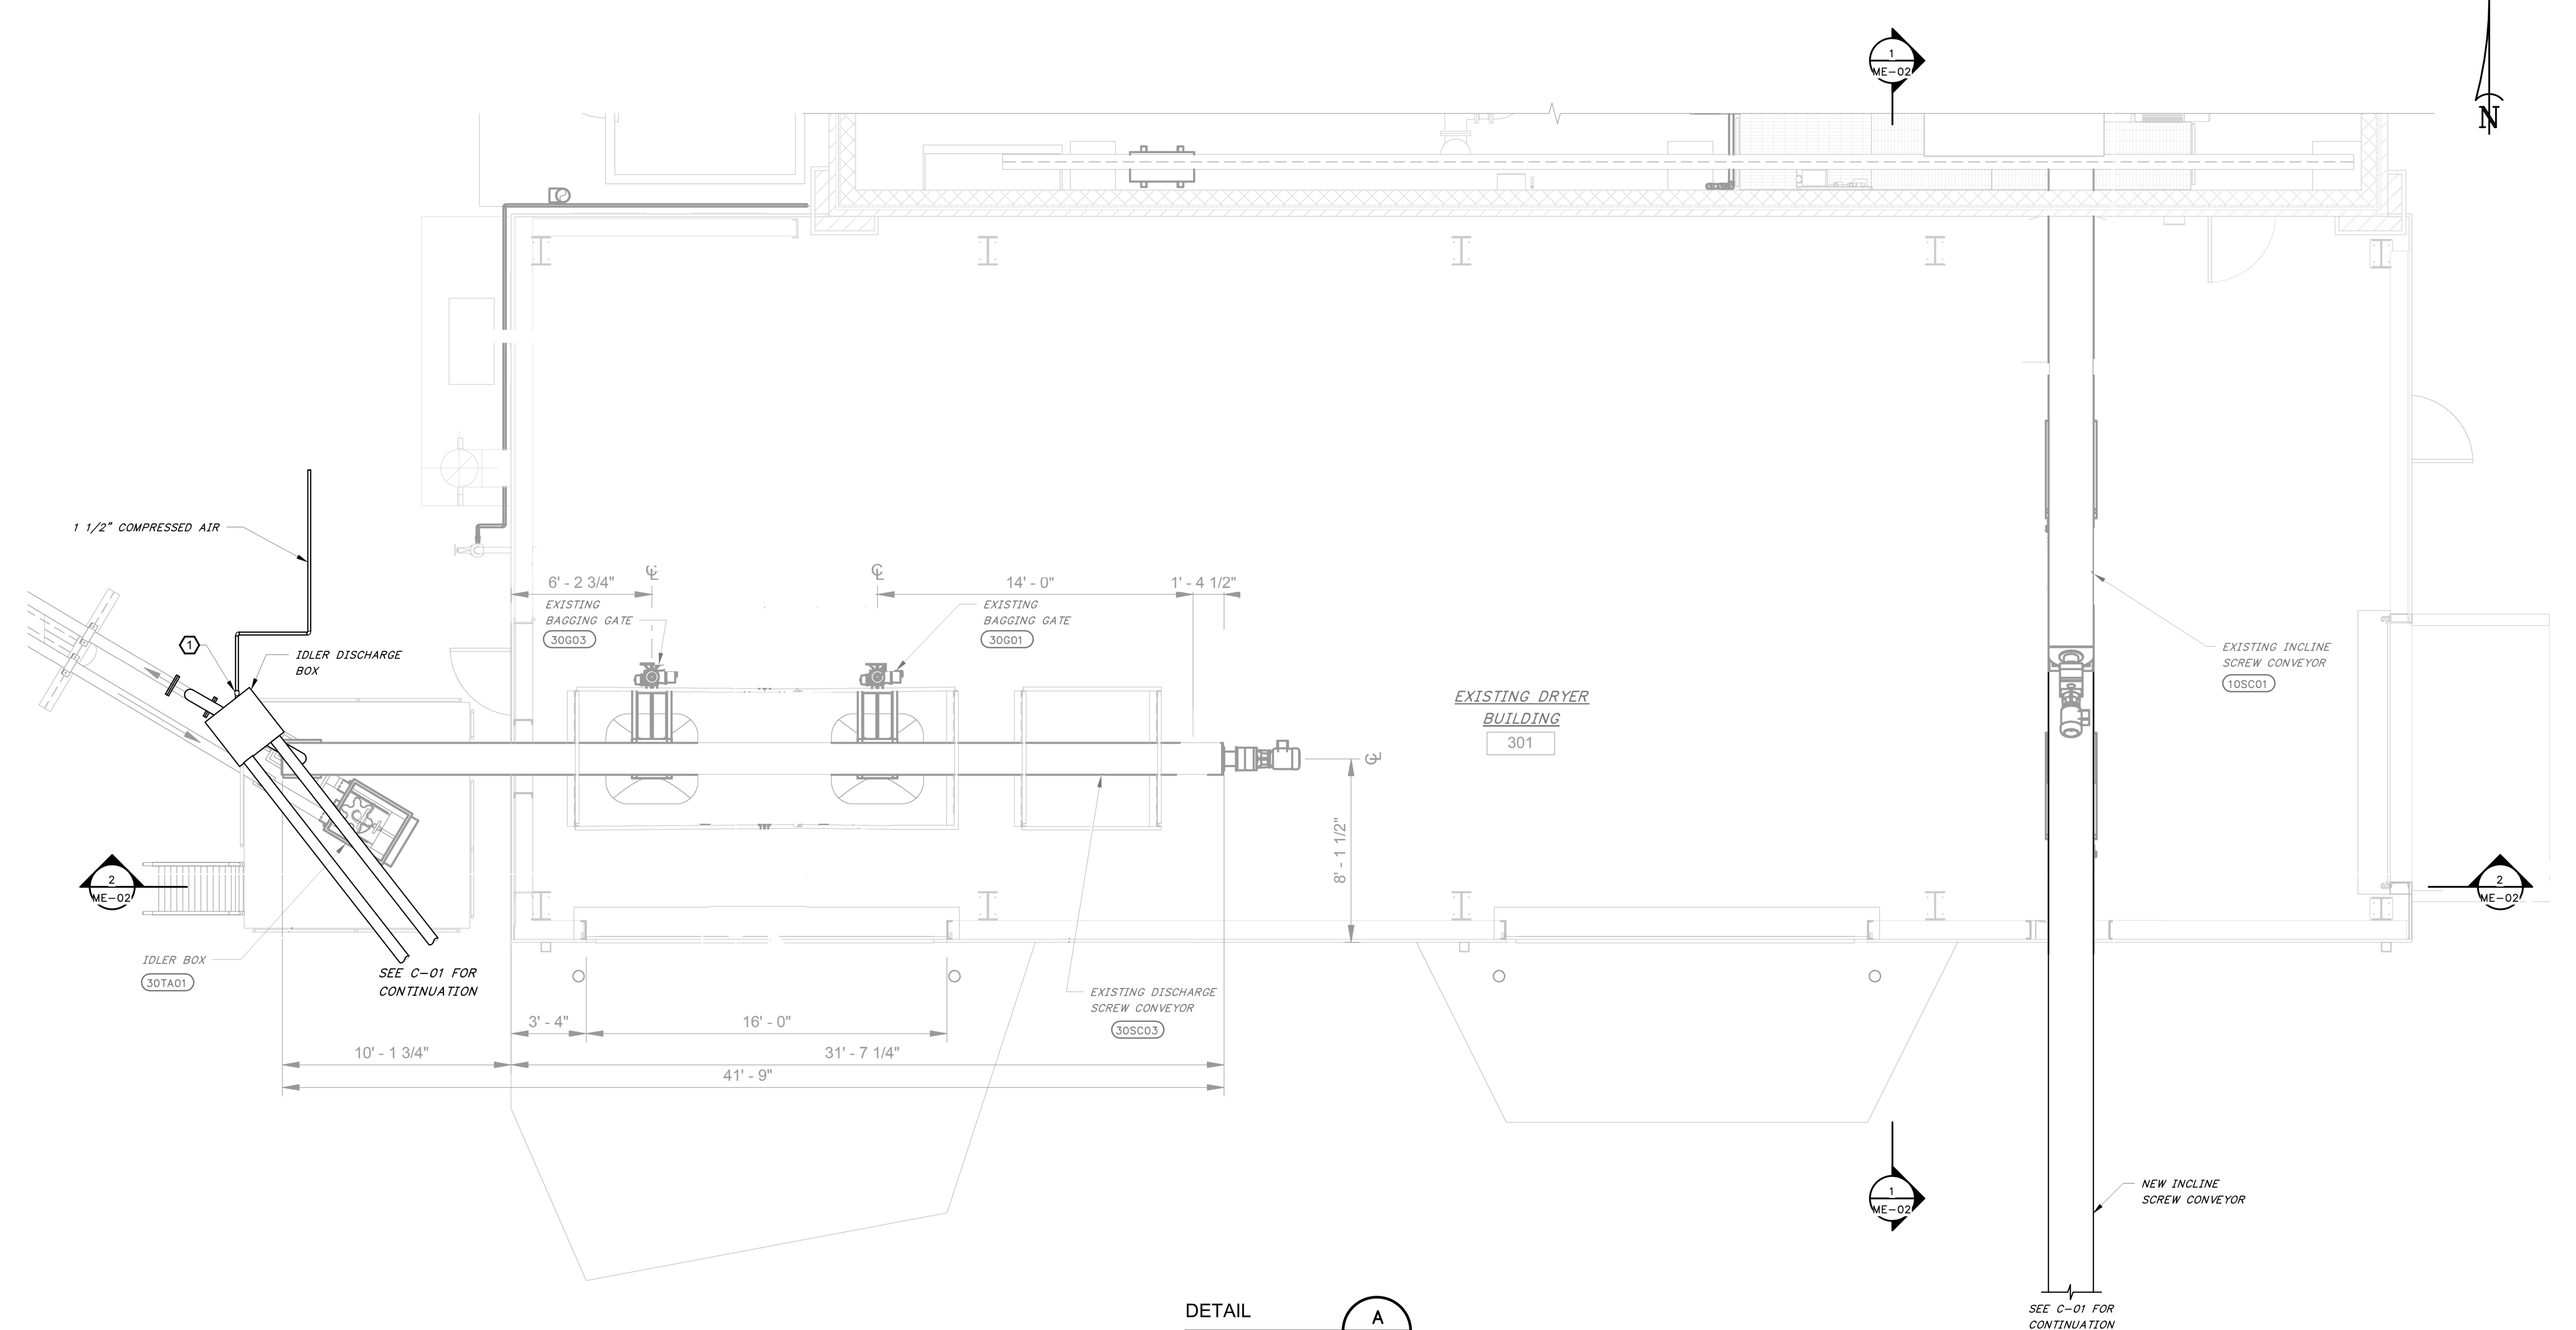 1
ME-02
N
1 1/2" COMPRESSED AIR
6' - 2 3/4"
14' - 0"
1' - 4 1/2"
EXISTING
BAGGING GATE
30G03
EXISTING
BAGGING GATE
30G01
1
IDLER DISCHARGE
BOX
EXISTING INCLINE
SCREW CONVEYOR
10SC01
EXISTING DRYER
BUILDING
301
8' - 1 1/2"
2
ME-02
2
ME-02
IDLER BOX
30TA01
SEE C-01 FOR
CONTINUATION
EXISTING DISCHARGE
SCREW CONVEYOR
30SC03
3' - 4"
16' - 0"
10' - 1 3/4"
31' - 7 1/4"
41' - 9"
1
ME-02
NEW INCLINE
SCREW CONVEYOR
DETAIL
A
SEE C-01 FOR
CONTINUATION